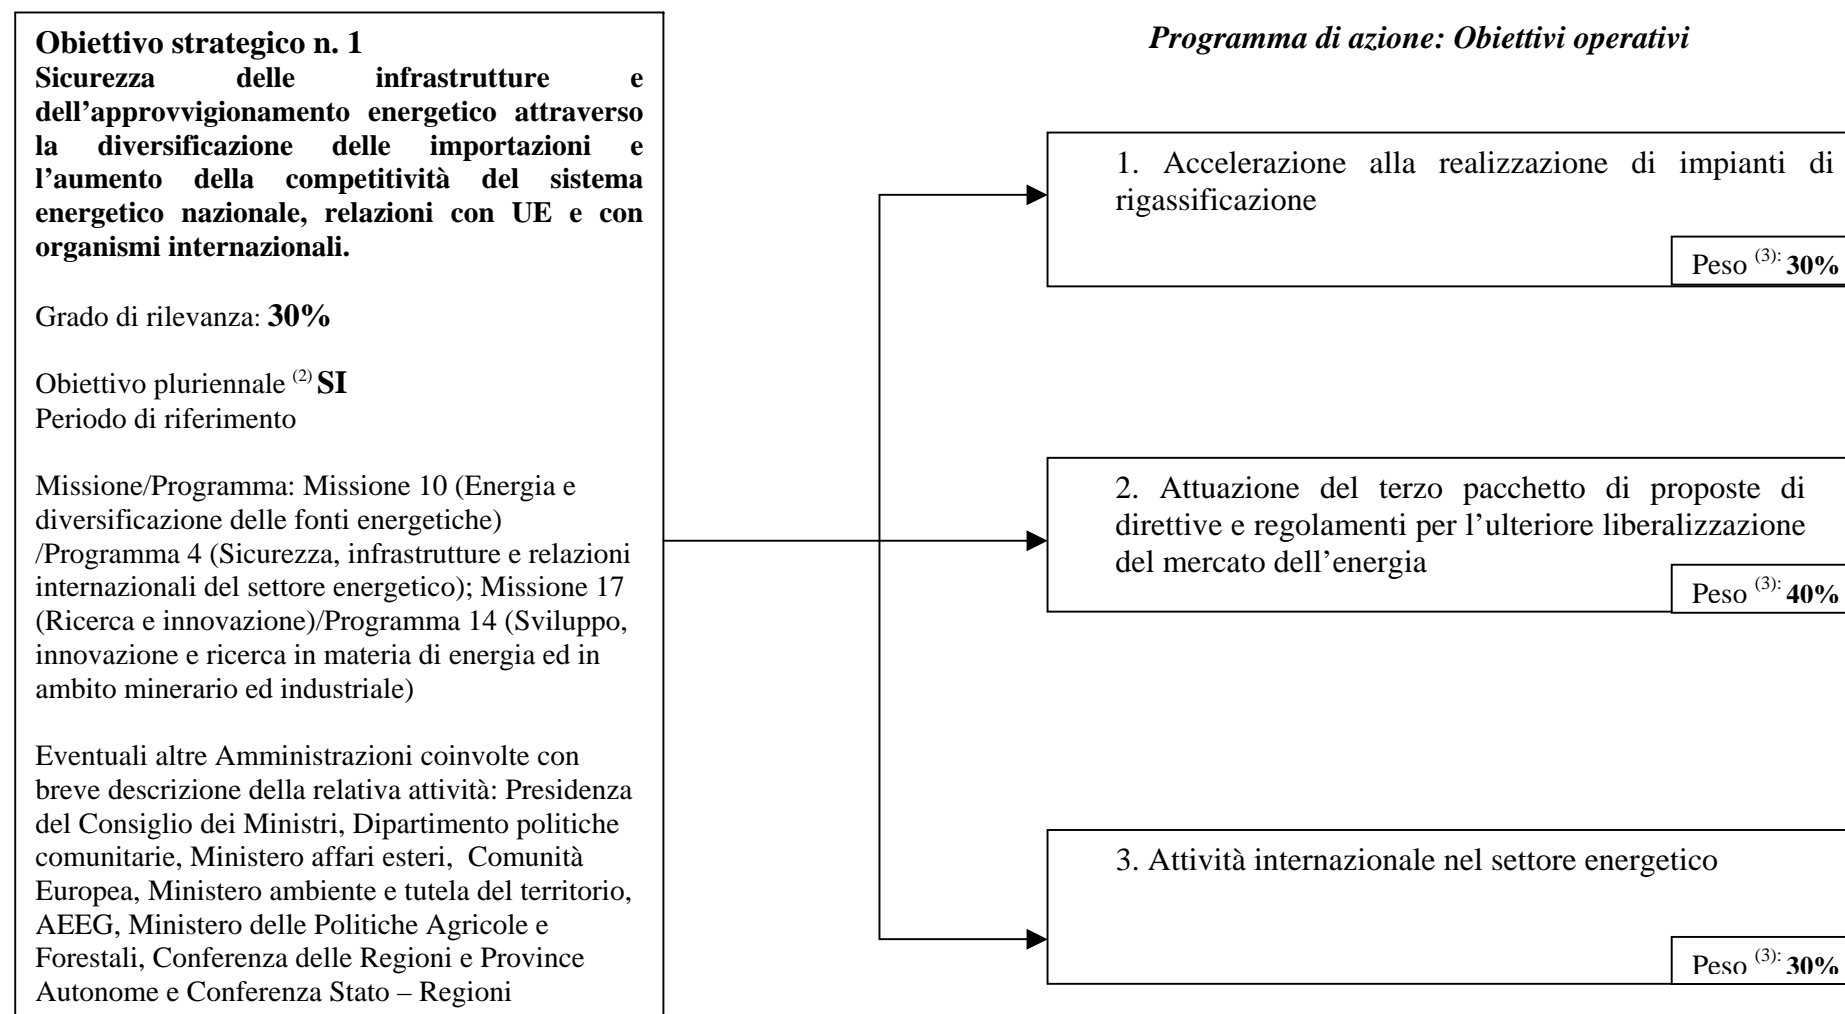 Obiettivo strategico n. 1
Sicurezza delle infrastrutture e
dell’approvvigionamento energetico attraverso
la diversificazione delle importazioni e
l’aumento della competitività del sistema
energetico nazionale, relazioni con UE e con
organismi internazionali.
Grado di rilevanza: 30%
Obiettivo pluriennale (2) SI
Periodo di riferimento
Missione/Programma: Missione 10 (Energia e
diversificazione delle fonti energetiche)
/Programma 4 (Sicurezza, infrastrutture e relazioni
internazionali del settore energetico); Missione 17
(Ricerca e innovazione)/Programma 14 (Sviluppo,
innovazione e ricerca in materia di energia ed in
ambito minerario ed industriale)
Eventuali altre Amministrazioni coinvolte con
breve descrizione della relativa attività: Presidenza
del Consiglio dei Ministri, Dipartimento politiche
comunitarie, Ministero affari esteri, Comunità
Europea, Ministero ambiente e tutela del territorio,
AEEG, Ministero delle Politiche Agricole e
Forestali, Conferenza delle Regioni e Province
Autonome e Conferenza Stato – Regioni
Programma di azione: Obiettivi operativi
1. Accelerazione alla realizzazione di impianti di
rigassificazione
Peso (3): 30%
2. Attuazione del terzo pacchetto di proposte di
direttive e regolamenti per l’ulteriore liberalizzazione
del mercato dell’energia
Peso (3): 40%
3. Attività internazionale nel settore energetico
Peso (3): 30%